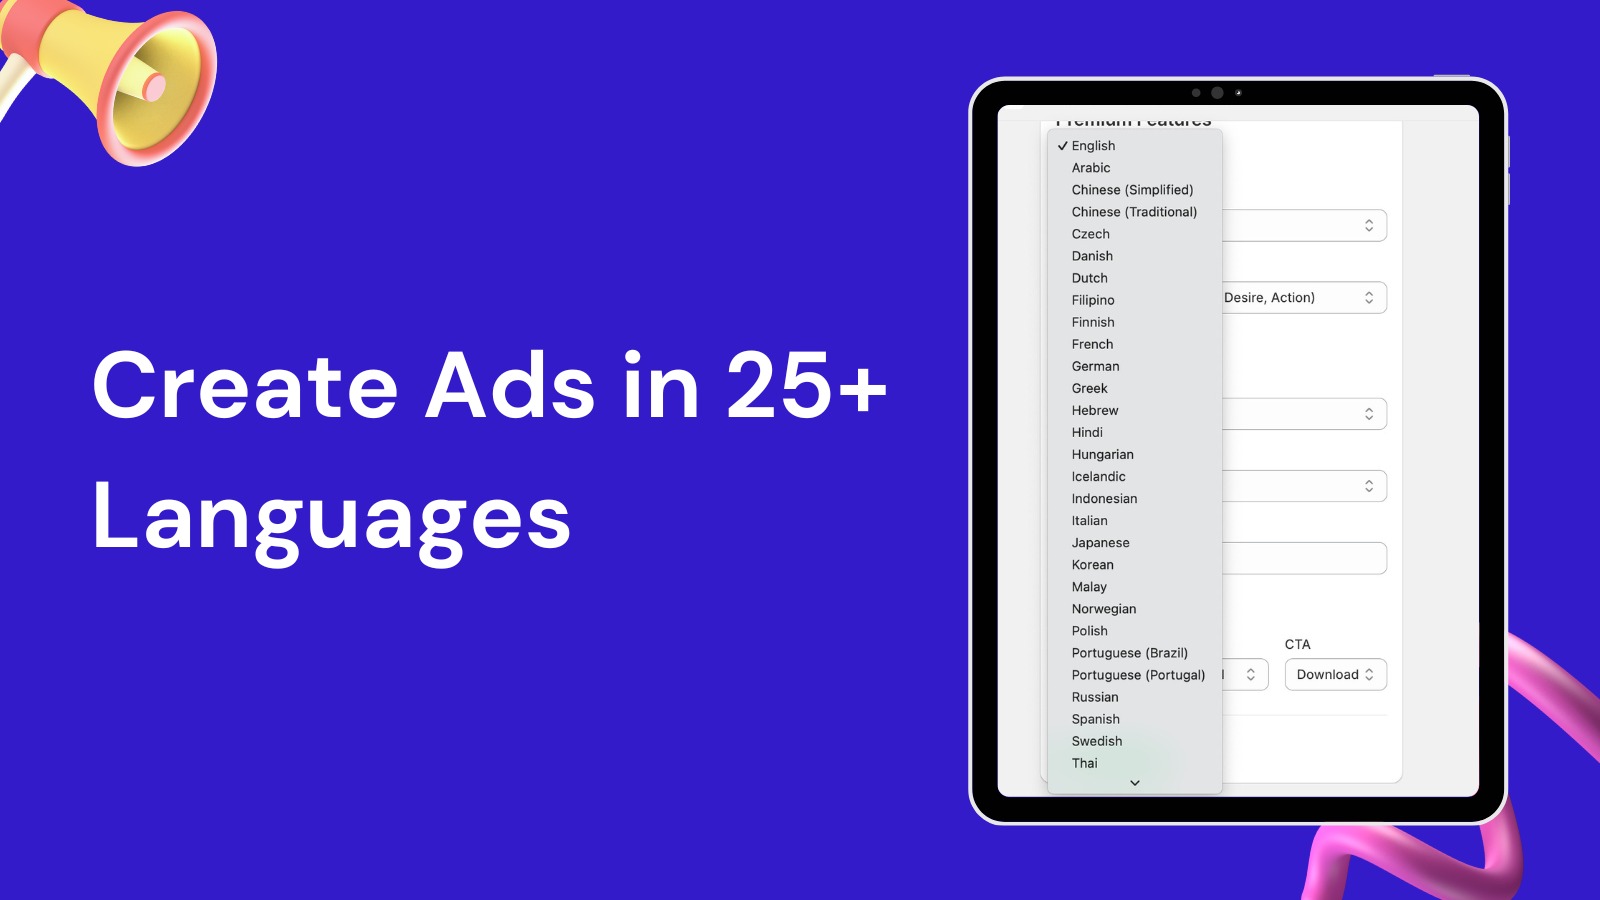 Create Ads in 25+
Languages
Premium Features
✓ English
Arabic
Chinese (Simplified)
Chinese (Traditional)
Czech
Danish
Dutch
Filipino
Finnish
French
German
Greek
Hebrew
Hindi
Hungarian
Icelandic
Indonesian
Italian
Japanese
Korean
Malay
Norwegian
Polish
Portuguese (Brazil)
Portuguese (Portugal)
Russian
Spanish
Swedish
Thai
Desire, Action)
CTA
Download